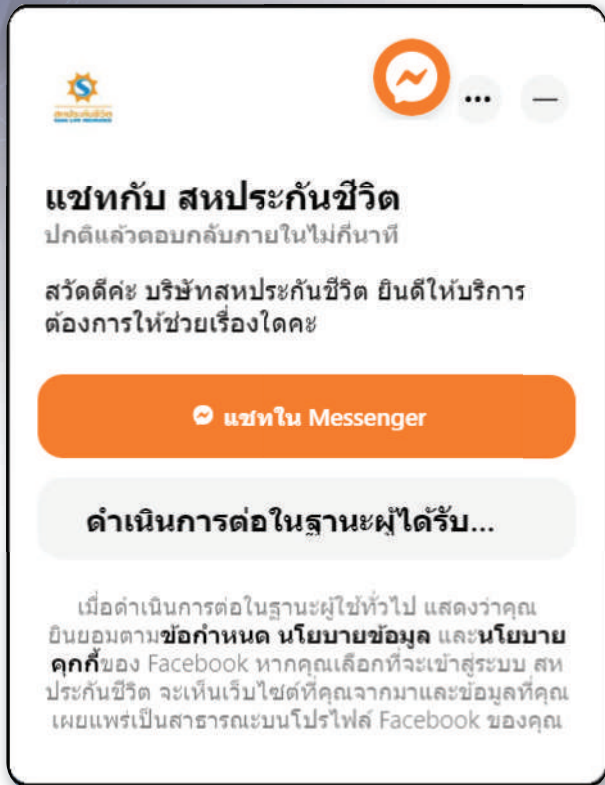 สหประกันชีวิต
แชทกับ สหประกันชีวิต
ปกติแล้วตอบกลับภายในไม่กี่นาที
สวัสดีค่ะ บริษัทสหประกันชีวิต ยินดีให้บริการ
ต้องการให้ช่วยเรื่องใดคะ
แชทใน Messenger
ดำเนินการต่อในฐานะผู้ได้รับ...
เมื่อดำเนินการต่อในฐานะผู้ใช้ทั่วไป แสดงว่าคุณ
ยินยอมตามข้อกำหนด นโยบายข้อมูล และนโยบาย
คุกกี้ของ Facebook หากคุณเลือกที่จะเข้าสู่ระบบ สห
ประกันชีวิต จะเห็นเว็บไซต์ที่คุณจากมาและข้อมูลที่คุณ
เผยแพร่เป็นสาธารณะบนโปรไฟล์ Facebook ของคุณ